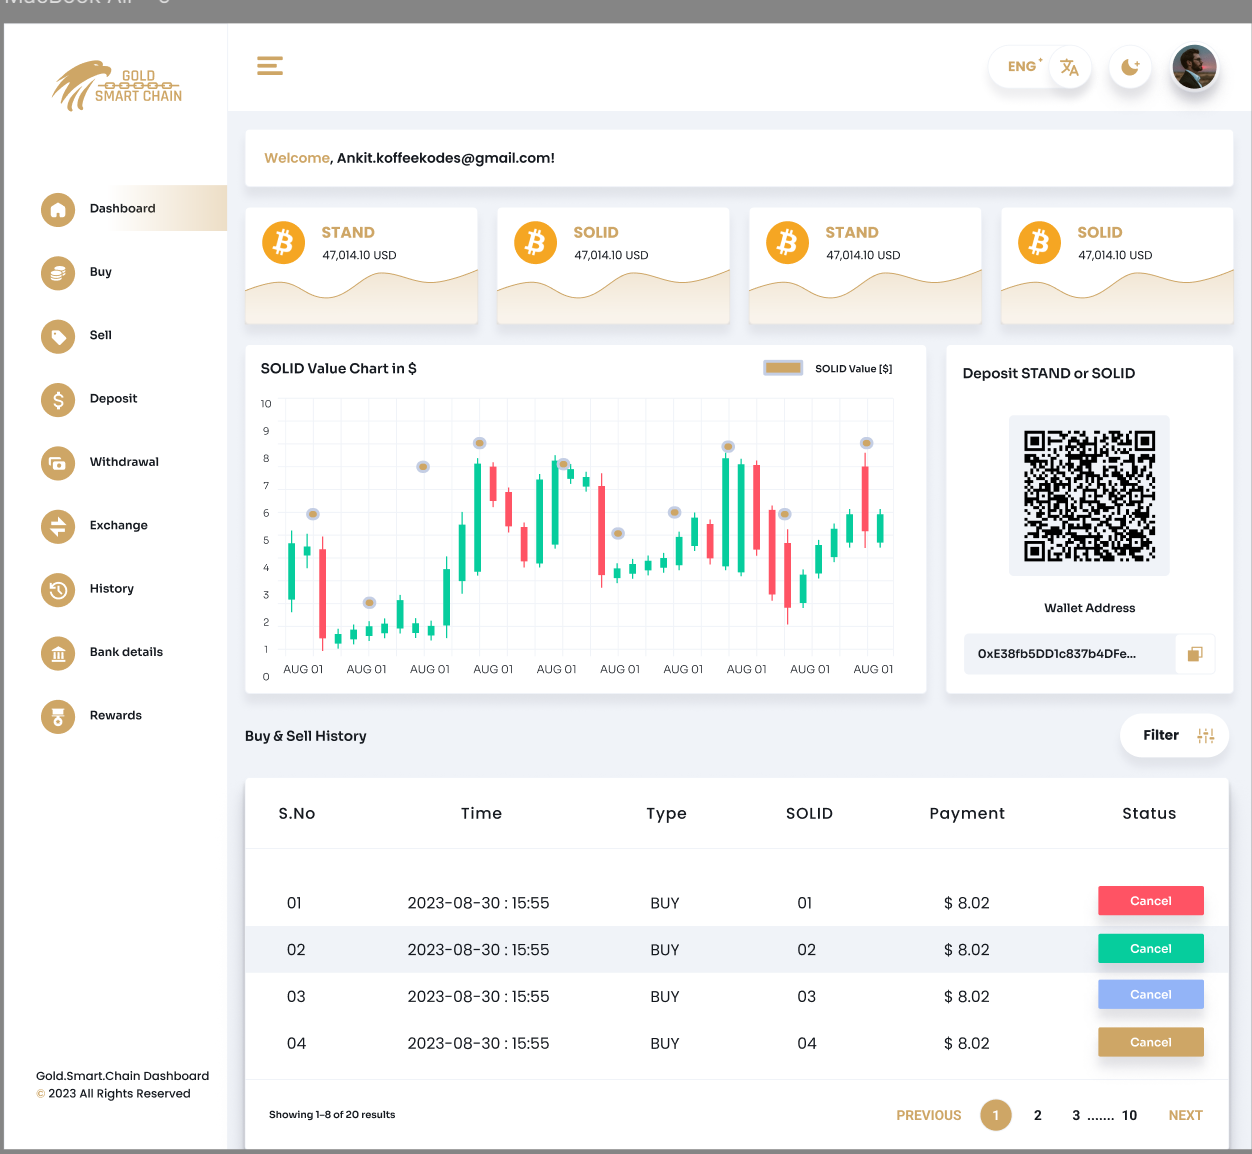 GOLD
SMART CHAIN
ENG
Welcome, Ankit.koffeekodes@gmail.com!
Dashboard
Buy
Sell
Deposit
Withdrawal
Exchange
History
Bank details
Rewards
STAND
47,014.10 USD
SOLID
47,014.10 USD
STAND
47,014.10 USD
SOLID
47,014.10 USD
SOLID Value Chart in $
SOLID Value [$]
10
9
8
7
6
5
4
3
2
1
0
AUG 01 AUG 01 AUG 01 AUG 01 AUG 01 AUG 01 AUG 01 AUG 01 AUG 01 AUG 01
Deposit STAND or SOLID
Wallet Address
0xE38fb5DD1c837b4DFe...
Buy & Sell History
Filter
S.No Time Type SOLID Payment Status
01 2023-08-30 : 15:55 BUY 01 $ 8.02 Cancel
02 2023-08-30 : 15:55 BUY 02 $ 8.02 Cancel
03 2023-08-30 : 15:55 BUY 03 $ 8.02 Cancel
04 2023-08-30 : 15:55 BUY 04 $ 8.02 Cancel
Showing 1-8 of 20 results
PREVIOUS 1 2 3 ....... 10 NEXT
Gold.Smart.Chain Dashboard
© 2023 All Rights Reserved